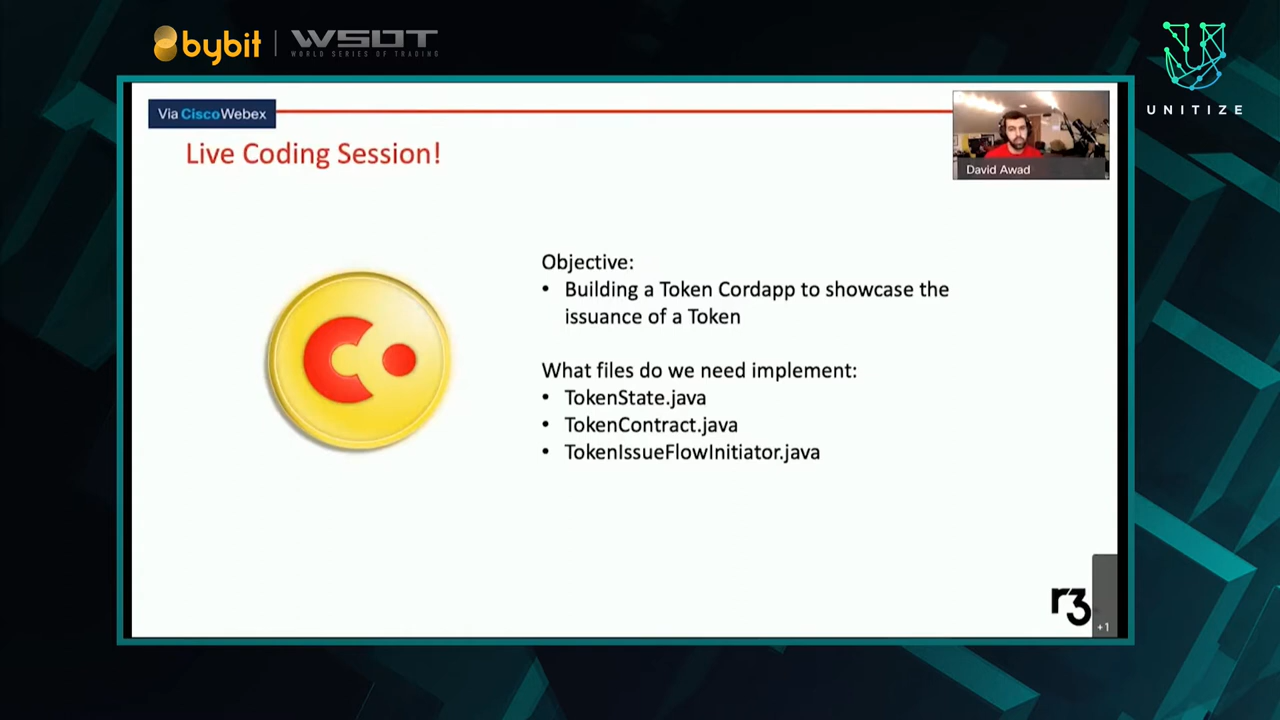 bybit
WSOT
WORLD SERIES OF TRADING
UNITIZE
Via CiscoWebex
Live Coding Session!
David Awad
Objective:
• Building a Token Cordapp to showcase the
issuance of a Token
What files do we need implement:
• TokenState.java
• TokenContract.java
• TokenIssueFlowInitiator.java
r3
+1